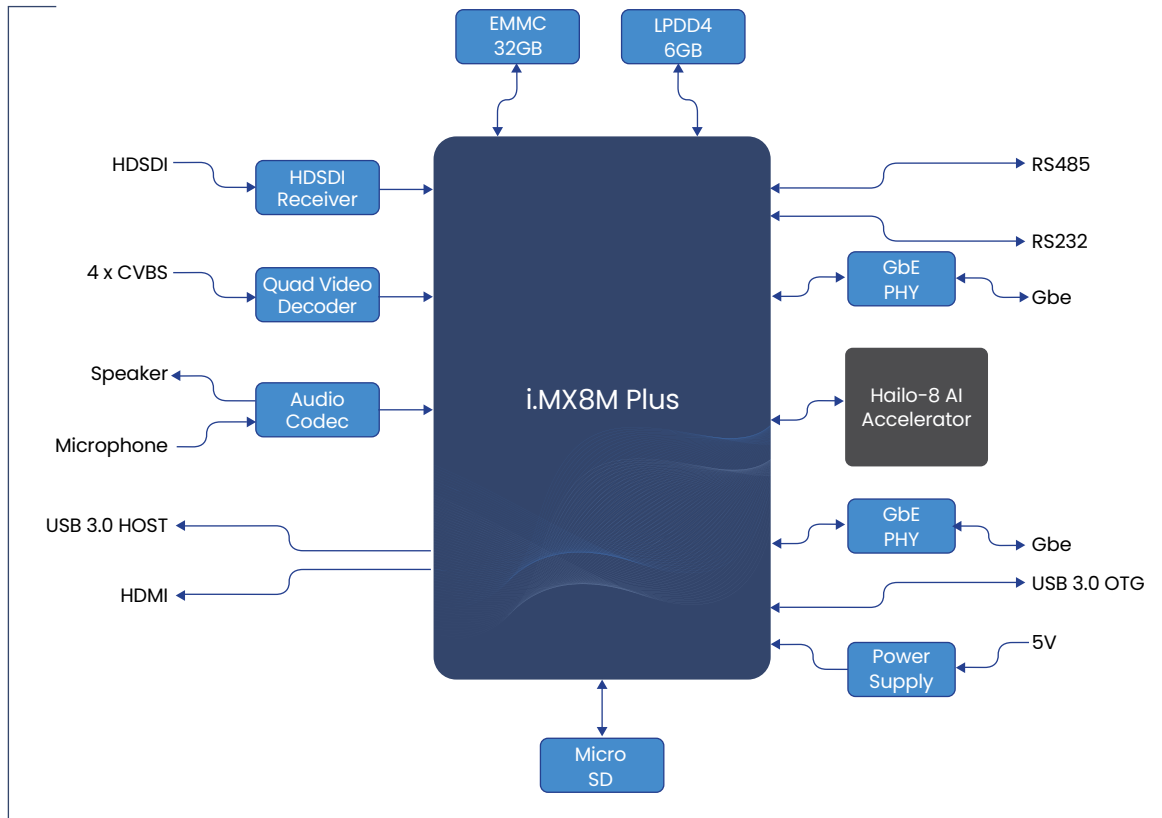 EMMC
32GB
LPDD4
6GB
HDSDI
HDSDI
Receiver
4 x CVBS
Quad Video
Decoder
Speaker
Audio
Codec
Microphone
USB 3.0 HOST
HDMI
i.MX8M Plus
RS485
RS232
GbE
PHY
Gbe
Hailo-8 AI
Accelerator
GbE
PHY
Gbe
USB 3.0 OTG
5V
Power
Supply
Micro
SD